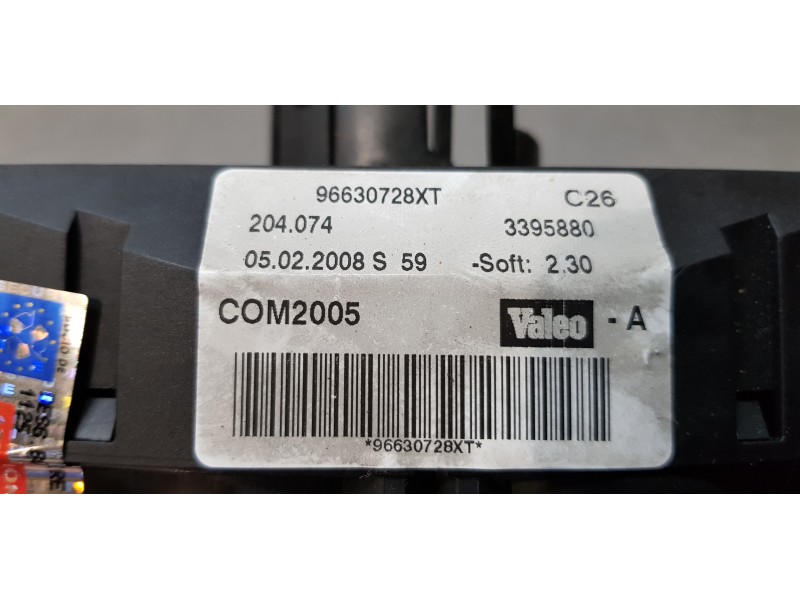 96630728XT C26
204.074 3395880
05.02.2008 S 59 -Soft: 2.30
COM2005 Valeo - A
*96630728XT*